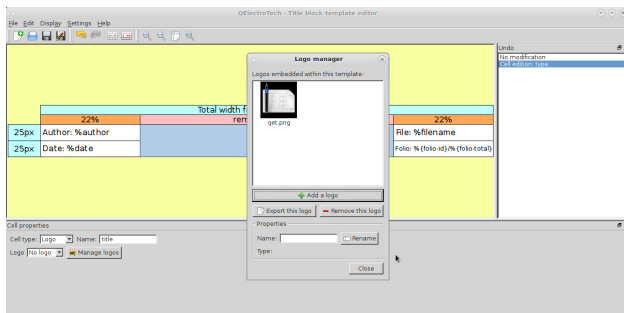 QElectroTech - Title block template editor
File Edit Display Settings Help
Logo manager
Logos embedded within this template:
qet.png
Add a logo
Export this logo
Remove this logo
Properties
Name:
Rename
Type:
Close
Undo
No modification
Cell edition: type
Total width f
22%
rem
22%
25px
Author: %author
File: %filename
25px
Date: %date
Folio: %{folio-id}/%{folio-total}
Cell properties
Cell type: Logo Name: title
Logo No logo Manage logos